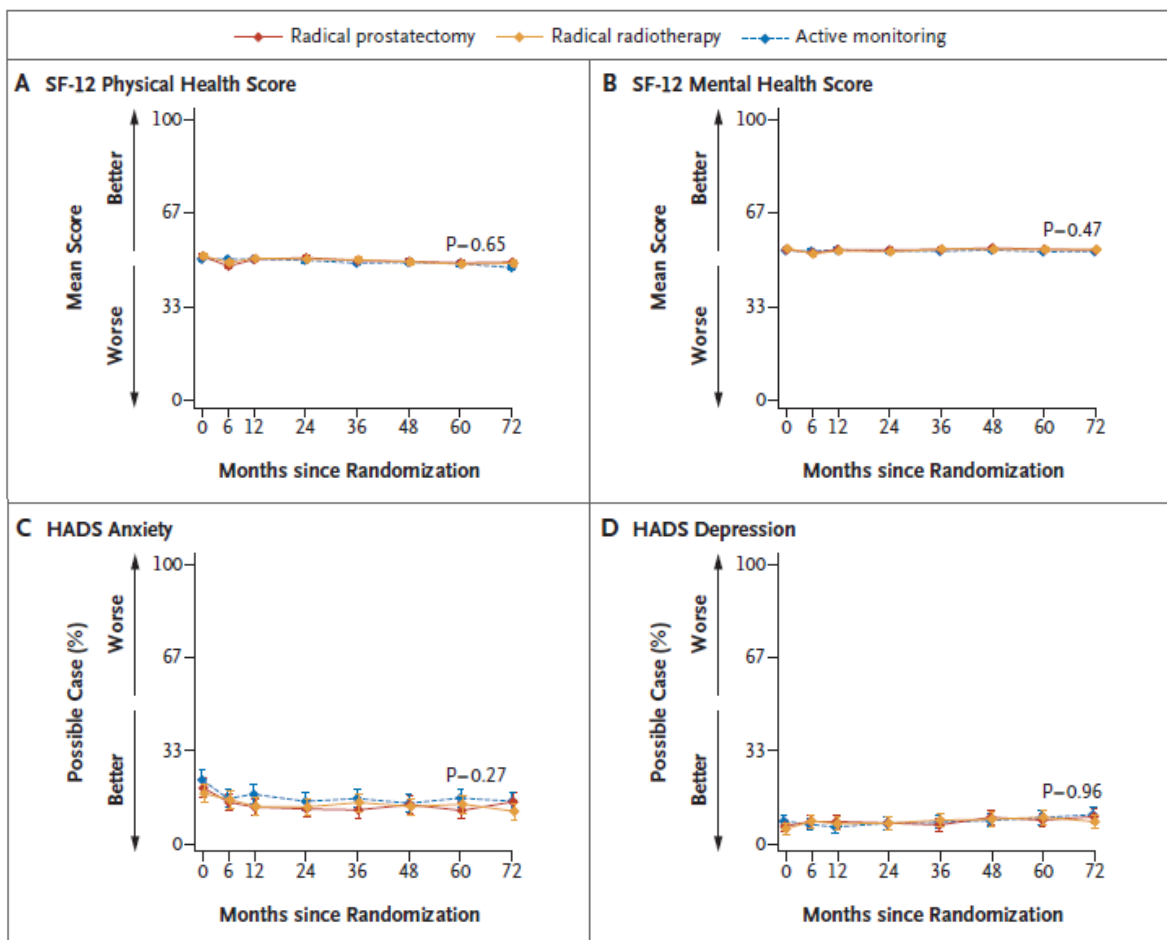 Radical prostatectomy Radical radiotherapy Active monitoring
A SF-12 Physical Health Score
100
67
33
0
Better
Worse
Mean Score
P=0.65
0 6 12 24 36 48 60 72
Months since Randomization
B SF-12 Mental Health Score
100
67
33
0
Better
Worse
Mean Score
P=0.47
0 6 12 24 36 48 60 72
Months since Randomization
C HADS Anxiety
100
67
33
0
Worse
Better
Possible Case (%)
P=0.27
0 6 12 24 36 48 60 72
Months since Randomization
D HADS Depression
100
67
33
0
Worse
Better
Possible Case (%)
P=0.96
0 6 12 24 36 48 60 72
Months since Randomization